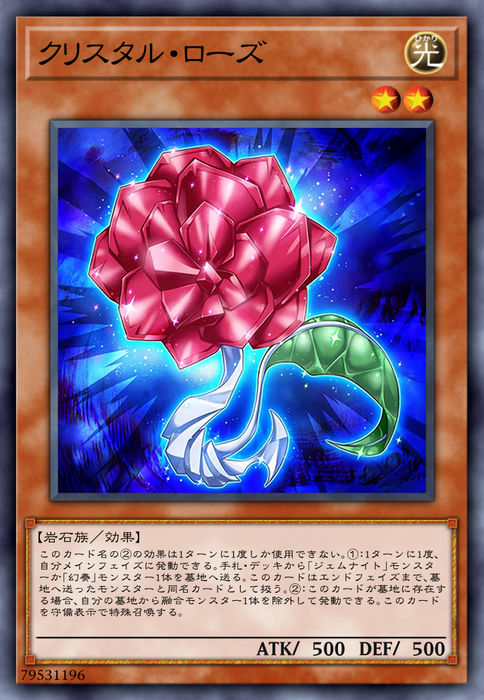 クリスタル・ローズ
ひかり
光
【岩石族／効果】
このカード名の②の効果は1ターンに1度しか使用できない。①：1ターンに1度、
自分メインフェイズに発動できる。手札・デッキから「ジェムナイト」モンスタ
ーか「幻奏」モンスター1体を墓地へ送る。このカードはエンドフェイズまで、墓
地へ送ったモンスターと同名カードとして扱う。②：このカードが墓地に存在す
る場合、自分の墓地から融合モンスター1体を除外して発動できる。このカード
を守備表示で特殊召喚する。
ATK/ 500 DEF/ 500
79531196